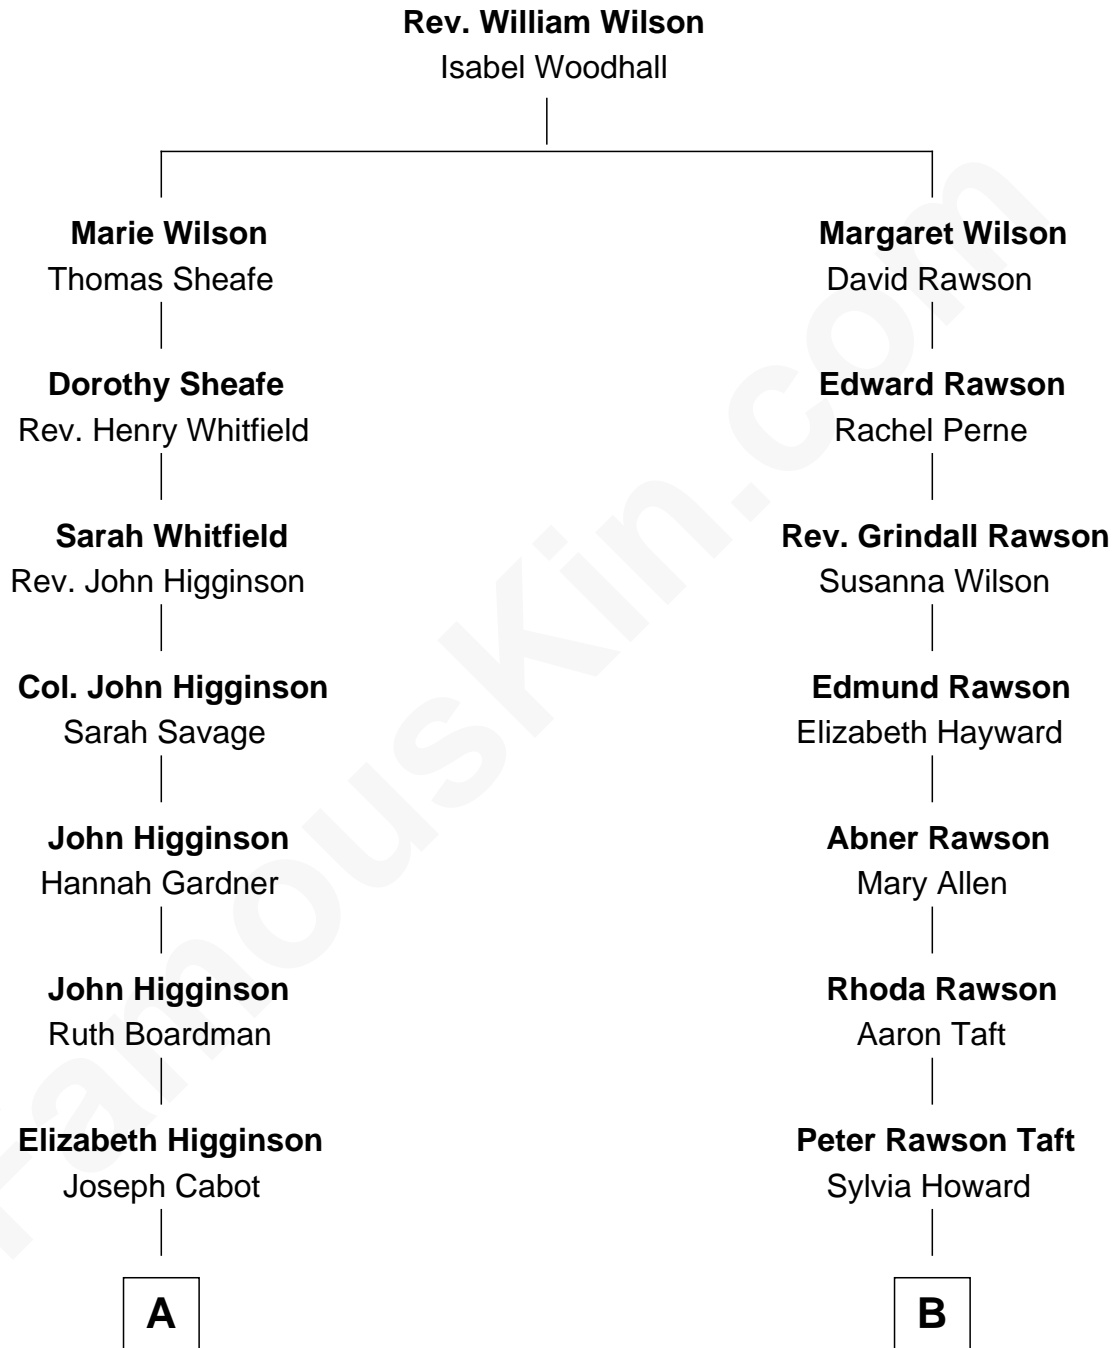 Rev. William Wilson
Isabel Woodhall
Marie Wilson
Thomas Sheafe
Margaret Wilson
David Rawson
Dorothy Sheafe
Rev. Henry Whitfield
Edward Rawson
Rachel Perne
Sarah Whitfield
Rev. John Higginson
Rev. Grindall Rawson
Susanna Wilson
Col. John Higginson
Sarah Savage
Edmund Rawson
Elizabeth Hayward
John Higginson
Hannah Gardner
Abner Rawson
Mary Allen
John Higginson
Ruth Boardman
Rhoda Rawson
Aaron Taft
Elizabeth Higginson
Joseph Cabot
Peter Rawson Taft
Sylvia Howard
A
B
FamousKin.com